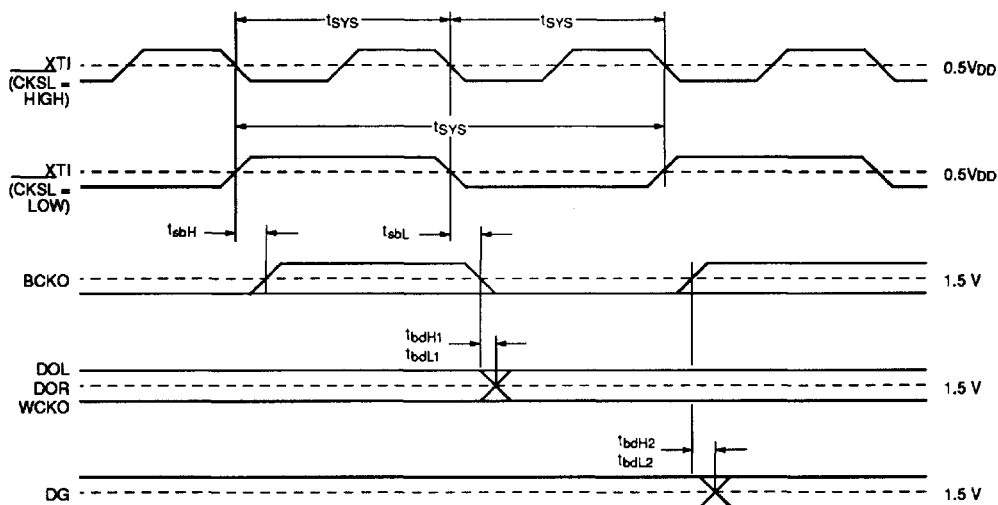 tSYS tSYS
XTI
(CKSL =
HIGH)
0.5VDD
tSYS
XTI
(CKSL =
LOW)
0.5VDD
tsbH tsbL
BCKO
1.5 V
tbdH1
tbdL1
DOL
DOR
WCKO
1.5 V
tbdH2
tbdL2
DG
1.5 V